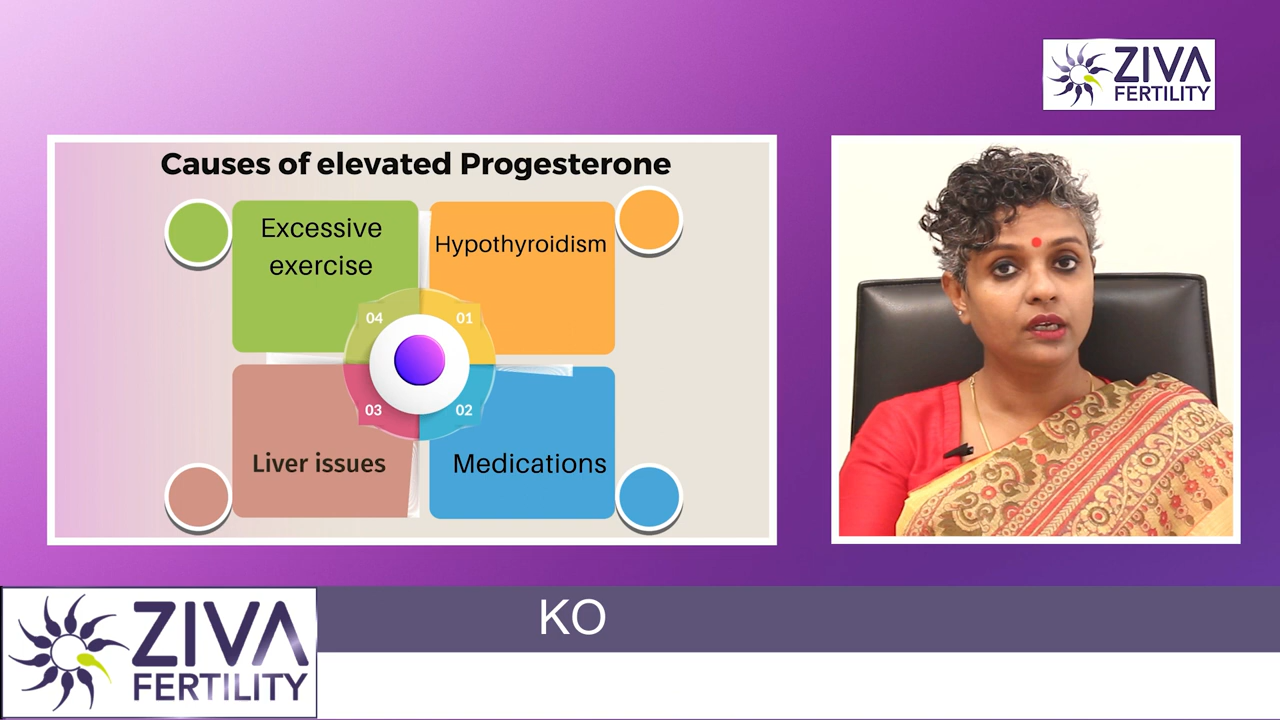 ZIVA
FERTILITY
Causes of elevated Progesterone
Excessive
exercise
Hypothyroidism
04
01
03
02
Liver issues
Medications
KO
ZIVA
FERTILITY